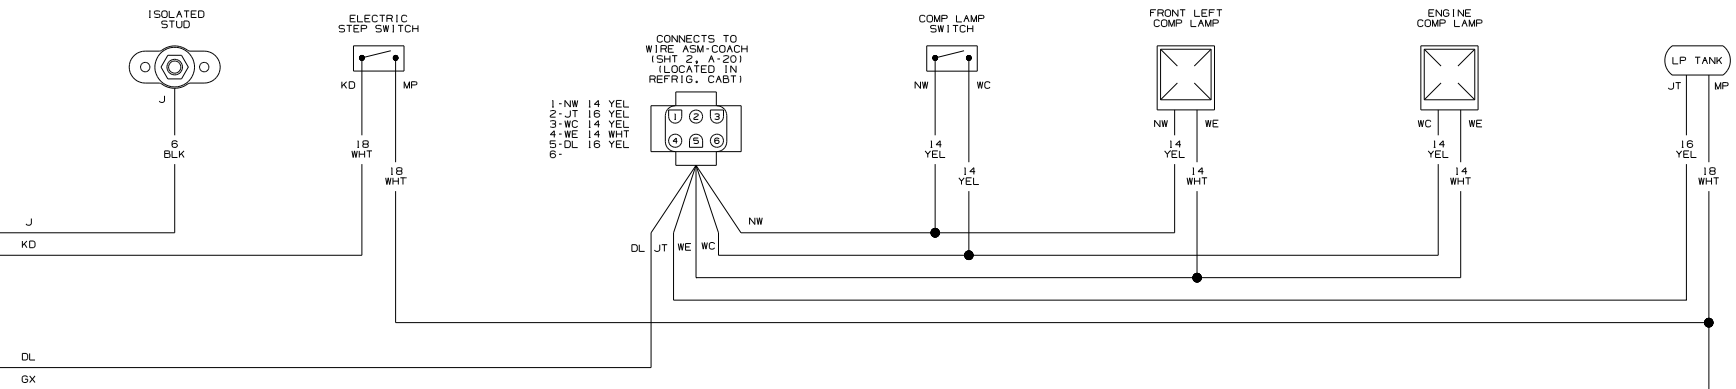 ISOLATED
STUD
J
6
BLK
J
KD
ELECTRIC
STEP SWITCH
KD
MP
18
WHT
18
WHT
CONNECTS TO
WIRE ASM-COACH
(SHT 2, A-20)
(LOCATED IN
REFRIG. CABT)
1-NW 14 YEL
2-JT 16 YEL
3-WC 14 YEL
4-WE 14 WHT
5-DL 16 YEL
6-
1 2 3
4 5 6
DL JT WE WC
NW
COMP LAMP
SWITCH
NW
WC
14
YEL
14
YEL
FRONT LEFT
COMP LAMP
NW
WE
14
YEL
14
WHT
ENGINE
COMP LAMP
WC
WE
14
YEL
14
WHT
LP TANK
JT
MP
16
YEL
18
WHT
DL
GX